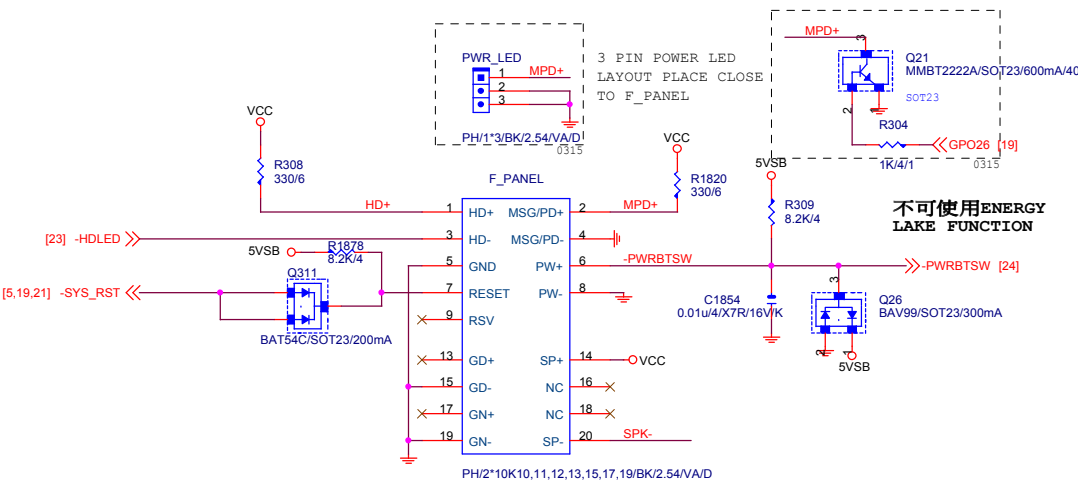 PWR_LED
1
2
3
MPD+
PH/1*3/BK/2.54/VA/D
0315
3 PIN POWER LED
LAYOUT PLACE CLOSE
TO F_PANEL
MPD+
3
Q21
MMBT2222A/SOT23/600mA/40
SOT23
2
1
R304
1K/4/1
GPO26 [19]
0315
VCC
R308
330/6
HD+
[23] -HDLED
5VSB
R1878
8.2K/4
Q311
[5,19,21] -SYS_RST
BAT54C/SOT23/200mA
F_PANEL
1 HD+ MSG/PD+ 2
3 HD- MSG/PD- 4
5 GND PW+ 6
7 RESET PW- 8
9 RSV
13 GD+ SP+ 14
15 GD- NC 16
17 GN+ NC 18
19 GN- SP- 20
PH/2*10K10,11,12,13,15,17,19/BK/2.54/VA/D
VCC
R1820
330/6
MPD+
-PWRBTSW
VCC
SPK-
5VSB
R309
8.2K/4
不可使用ENERGY
LAKE FUNCTION
-PWRBTSW [24]
C1854
0.01u/4/X7R/16V/K
3
Q26
BAV99/SOT23/300mA
2
1
5VSB